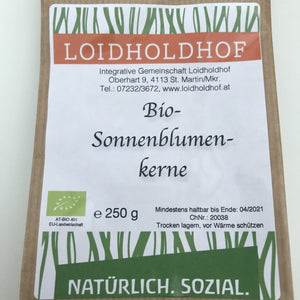 LOIDHOLDHOF
Integrative Gemeinschaft Loidholdhof
Oberhart 9, 4113 St. Martin/Mkr.
Tel.: 07232/3672, www.loidholdhof.at
Bio-
Sonnenblumen-
kerne
AT-BIO-401
EU-Landwirtschaft
e 250 g
Mindestens haltbar bis Ende: 04/2021
ChNr.: 20038
Trocken lagern, vor Wärme schützen
NATÜRLICH. SOZIAL.